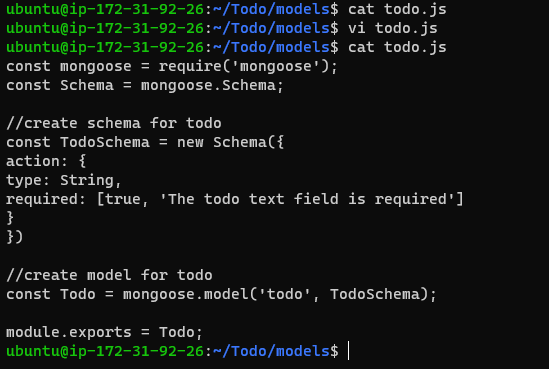 ubuntu@ip-172-31-92-26:~/Todo/models$ cat todo.js
ubuntu@ip-172-31-92-26:~/Todo/models$ vi todo.js
ubuntu@ip-172-31-92-26:~/Todo/models$ cat todo.js
const mongoose = require('mongoose');
const Schema = mongoose.Schema;

//create schema for todo
const TodoSchema = new Schema({
action: {
type: String,
required: [true, 'The todo text field is required']
}
})

//create model for todo
const Todo = mongoose.model('todo', TodoSchema);

module.exports = Todo;
ubuntu@ip-172-31-92-26:~/Todo/models$